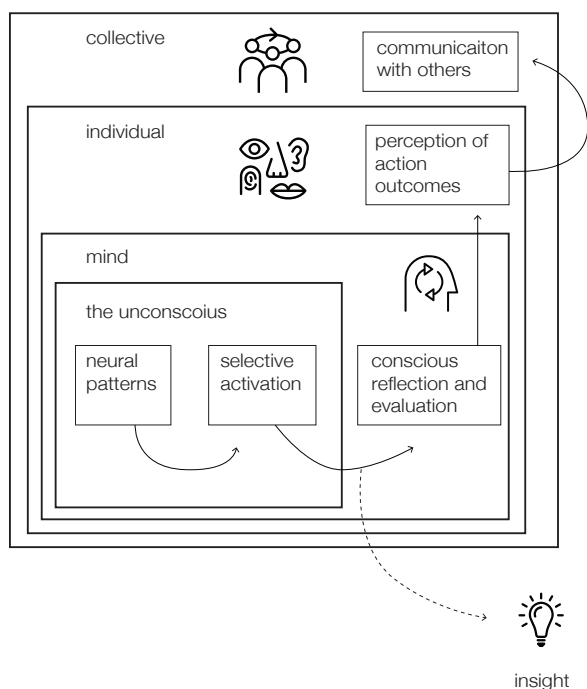 collective
communicaiton
with others
individual
perception of
action
outcomes
mind
the unconscoius
neural
patterns
selective
activation
conscious
reflection and
evaluation
insight